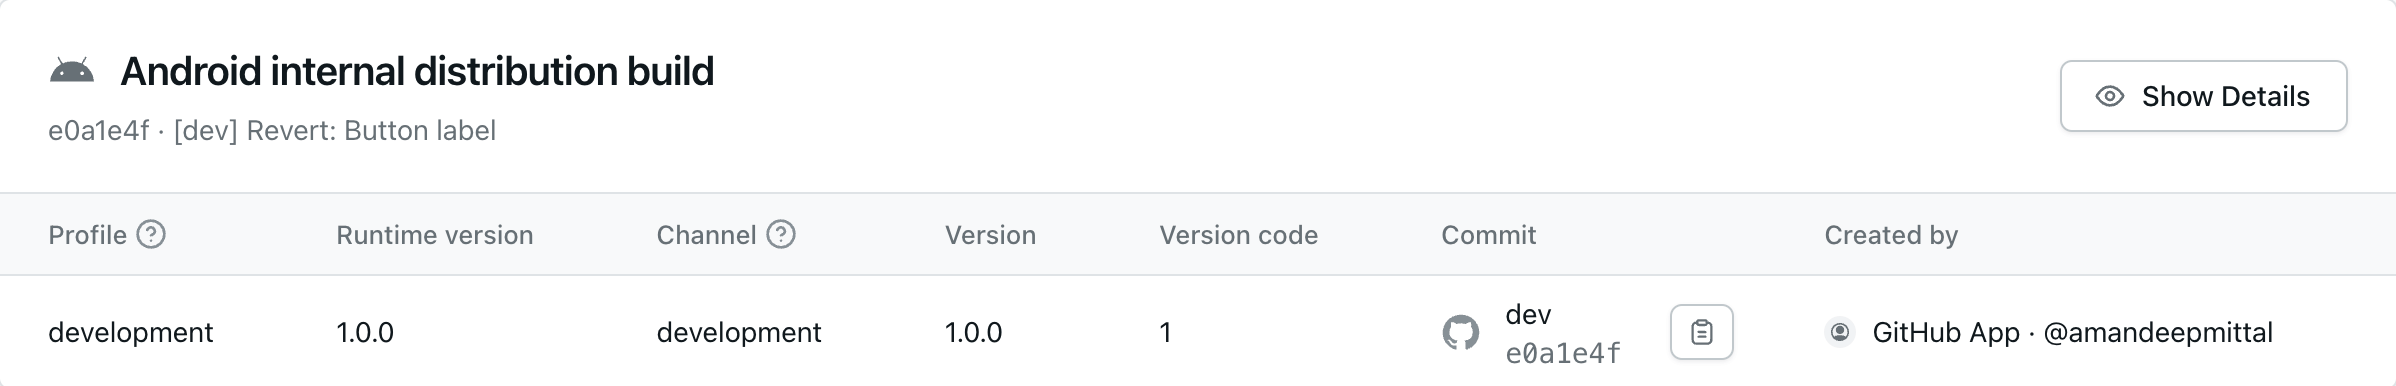 Android internal distribution build
e0a1e4f · [dev] Revert: Button label
Show Details
Profile Runtime version Channel Version Version code Commit Created by
development 1.0.0 development 1.0.0 1 dev GitHub App · @amandeepmittal
e0a1e4f